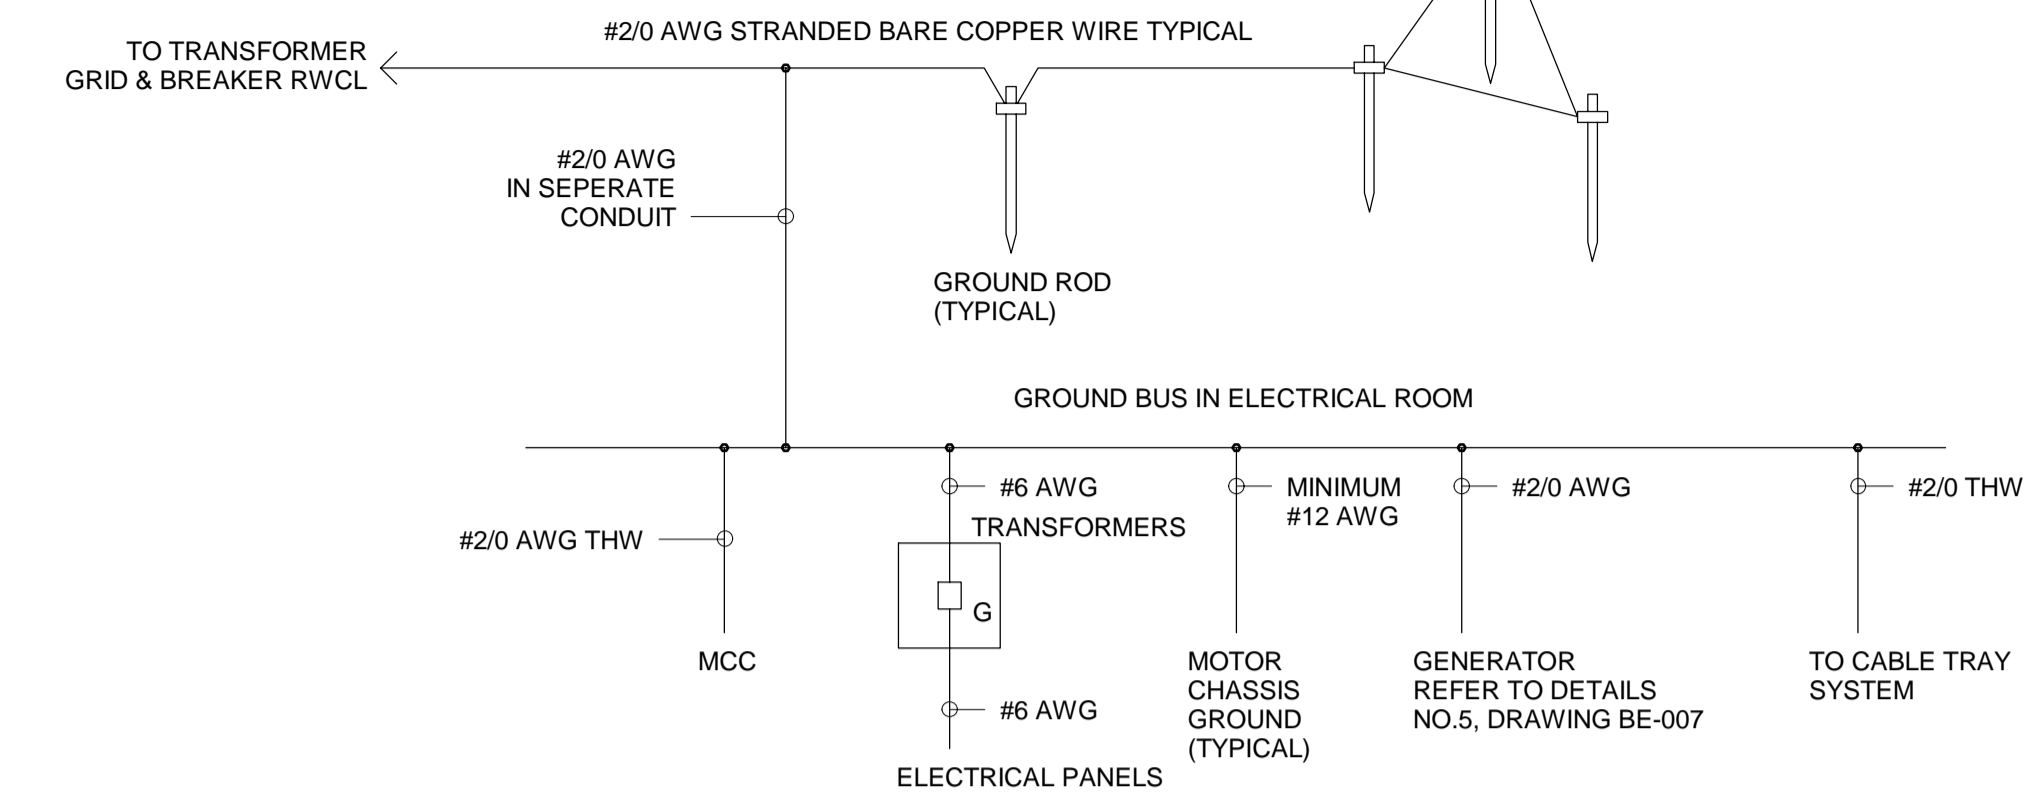 #2/0 AWG STRANDED BARE COPPER WIRE TYPICAL
TO TRANSFORMER
GRID & BREAKER RWCL
#2/0 AWG
IN SEPERATE
CONDUIT
GROUND ROD
(TYPICAL)
GROUND BUS IN ELECTRICAL ROOM
#2/0 AWG THW
MCC
#6 AWG
TRANSFORMERS
G
#6 AWG
ELECTRICAL PANELS
MINIMUM
#12 AWG
MOTOR
CHASSIS
GROUND
(TYPICAL)
#2/0 AWG
GENERATOR
REFER TO DETAILS
NO.5, DRAWING BE-007
#2/0 THW
TO CABLE TRAY
SYSTEM